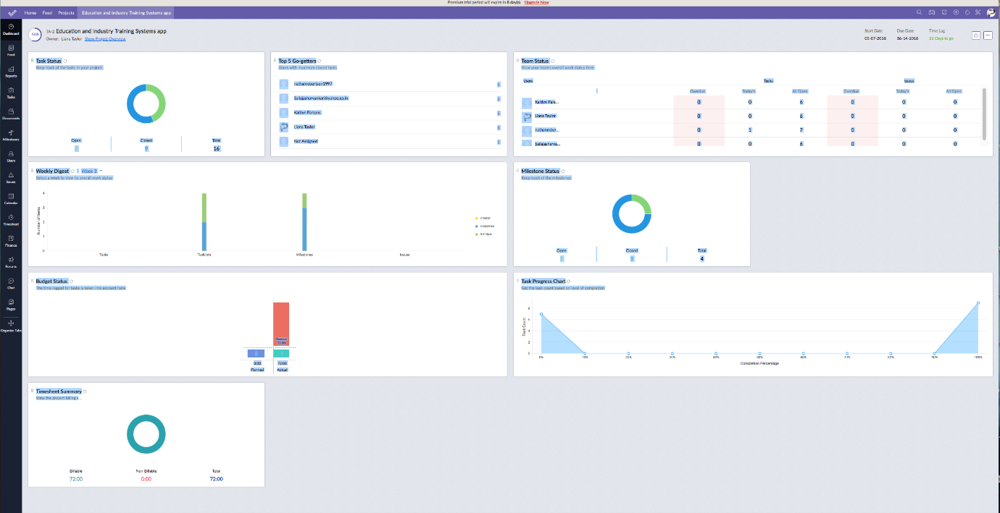 Premium trial period will expire in 8 day(s). Upgrade Now
Home Feed Projects Education and industry Training Systems app
56%
TA-2 Education and industry Training Systems app
Owner: Liana Taylor Show Project Overview
Start Date Due Date Time Lag
05-07-2018 06-14-2018 22 Days to go
Dashboard
Feed
Reports
Tasks
Documents
Milestones
Users
Issues
Calendar
Timesheet
Finance
Forums
Chat
Pages
Organize Tabs
Task Status
Keep track of the tasks in your project.
Open Closed Total
7 9 16
Top 5 Go-getters
Users with maximum closed tasks
nathanrobertson1997 5
Sailajasharvankari@yahoo.co.in 5
Kaitlyn Parsons 5
Liana Taylor 5
Not Assigned 1
Team Status
View your team's overall work status here
Users Tasks Issues
Overdue Today's All Open Overdue Today's All Open
Kaitlyn Pars... 0 0 6 0 0 0
Liana Taylor 0 0 6 0 0 0
nathanrober... 0 1 7 0 0 0
Sailajasharva... 0 0 6 0 0 0
Weekly Digest Week 3
Select a week to view its overall work status
Number of Items
4
3
2
1
0
Tasks Tasklists Milestones Issues
Created
Completed
Still Open
Milestone Status
Keep track of the milestones
Open Closed Total
1 3 4
Budget Status
The time logged for tasks is taken into account here
Overrun
72:00
0:00 72:00
Planned Actual
Task Progress Chart
Get the task count based on level of completion
Task Count
8
6
4
2
0
0% 10% 20% 30% 40% 50% 60% 70% 80% 90% 100%
Completion Percentage
Timesheet Summary
View the project billing s...
Billable Non Billable Total
72:00 0:00 72:00